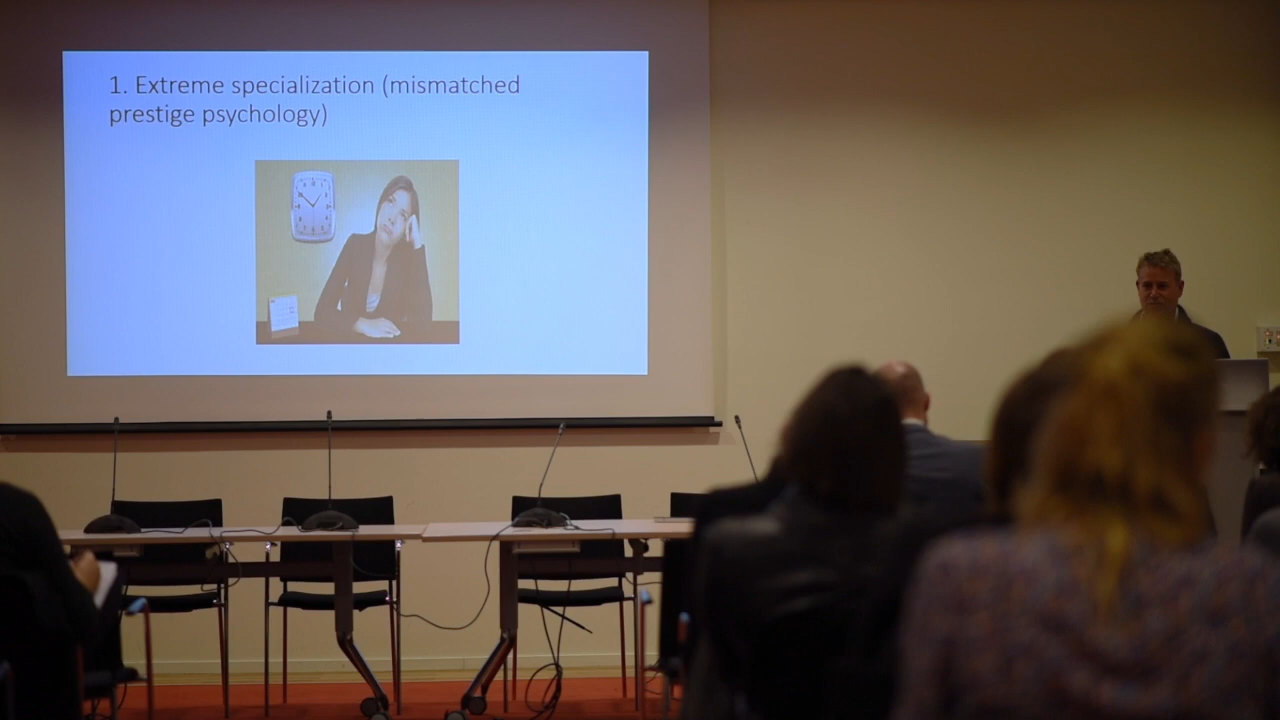 1. Extreme specialization (mismatched
prestige psychology)